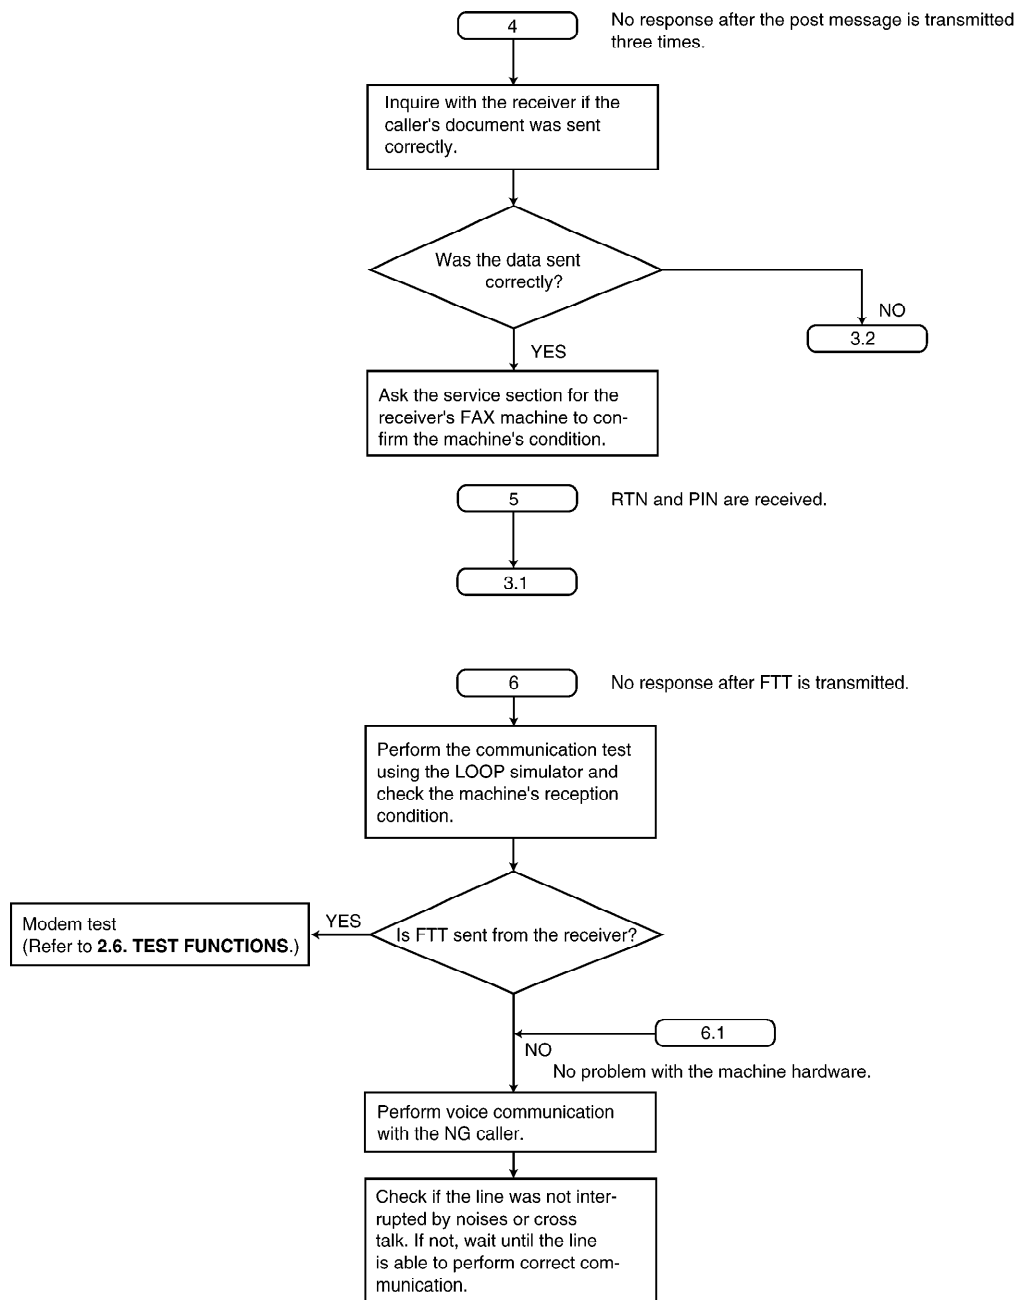 4
No response after the post message is transmitted
three times.
Inquire with the receiver if the
caller's document was sent
correctly.
Was the data sent
correctly?
NO
3.2
YES
Ask the service section for the
receiver's FAX machine to con-
firm the machine's condition.
5
RTN and PIN are received.
3.1
6
No response after FTT is transmitted.
Perform the communication test
using the LOOP simulator and
check the machine's reception
condition.
Is FTT sent from the receiver?
YES
Modem test
(Refer to 2.6. TEST FUNCTIONS.)
6.1
NO
No problem with the machine hardware.
Perform voice communication
with the NG caller.
Check if the line was not inter-
rupted by noises or cross
talk. If not, wait until the line
is able to perform correct com-
munication.